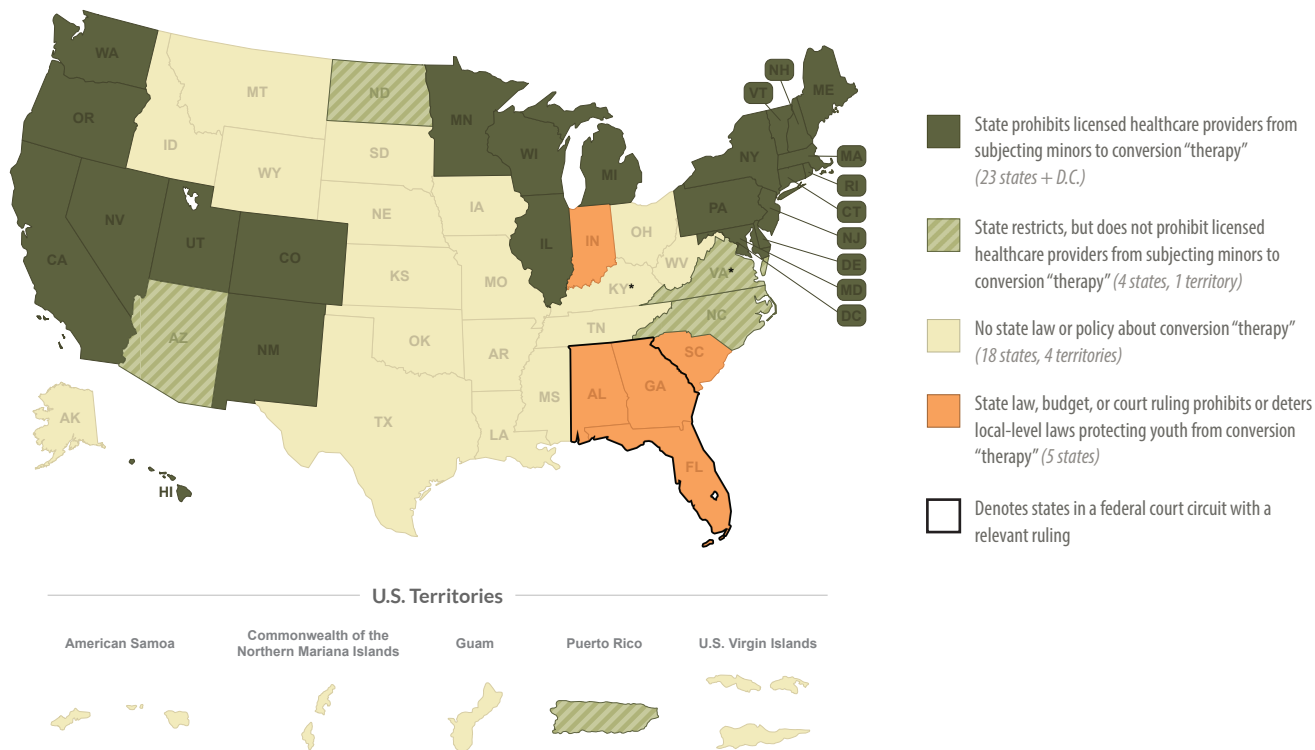 WA
OR
CA
NV
ID
MT
WY
UT
CO
AZ
NM
ND
SD
NE
KS
OK
TX
MN
IA
MO
AR
LA
WI
IL
MI
IN
OH
KY*
TN
MS
AL
GA
FL
SC
NC
VA*
WV
PA
NY
VT
NH
ME
MA
RI
CT
NJ
DE
MD
DC
AK
HI
State prohibits licensed healthcare providers from
subjecting minors to conversion “therapy”
(23 states + D.C.)
State restricts, but does not prohibit licensed
healthcare providers from subjecting minors to
conversion “therapy” (4 states, 1 territory)
No state law or policy about conversion “therapy”
(18 states, 4 territories)
State law, budget, or court ruling prohibits or deters
local-level laws protecting youth from conversion
“therapy” (5 states)
Denotes states in a federal court circuit with a
relevant ruling
U.S. Territories
American Samoa
Commonwealth of the
Northern Mariana Islands
Guam
Puerto Rico
U.S. Virgin Islands